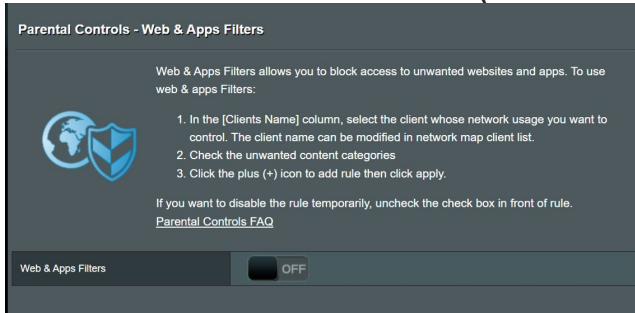 Parental Controls - Web & Apps Filters
Web & Apps Filters allows you to block access to unwanted websites and apps. To use
web & apps Filters:
1. In the [Clients Name] column, select the client whose network usage you want to
control. The client name can be modified in network map client list.
2. Check the unwanted content categories
3. Click the plus (+) icon to add rule then click apply.
If you want to disable the rule temporarily, uncheck the check box in front of rule.
Parental Controls FAQ
Web & Apps Filters
OFF